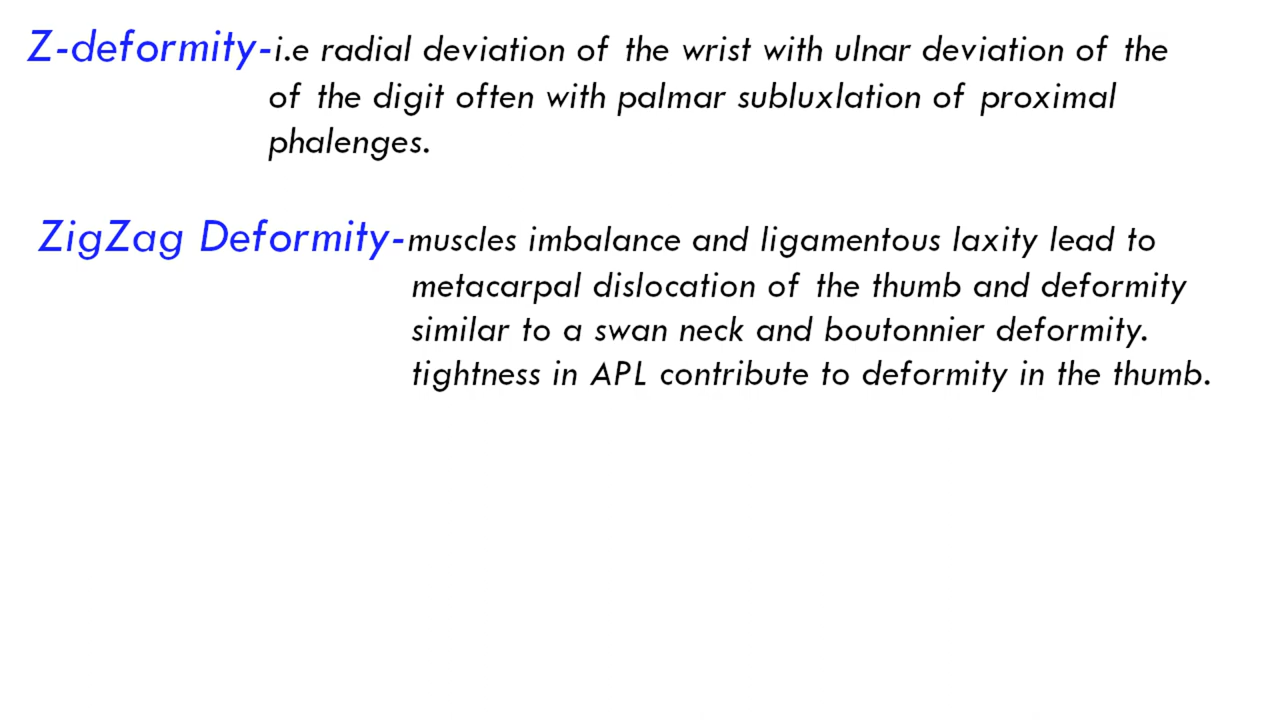 Z-deformity-i.e radial deviation of the wrist with ulnar deviation of the
of the digit often with palmar subluxlation of proximal
phalenges.
ZigZag Deformity-muscles imbalance and ligamentous laxity lead to
metacarpal dislocation of the thumb and deformity
similar to a swan neck and boutonnier deformity.
tightness in APL contribute to deformity in the thumb.